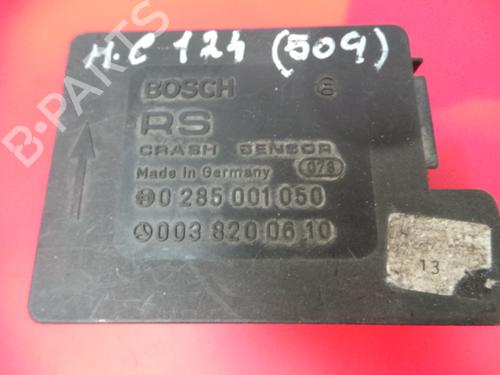 M.C 124 (509)
BOSCH
RS
CRASH SENSOR
Made in Germany 078
0 285 001 050
003 820 06 10
13
B-PARTS